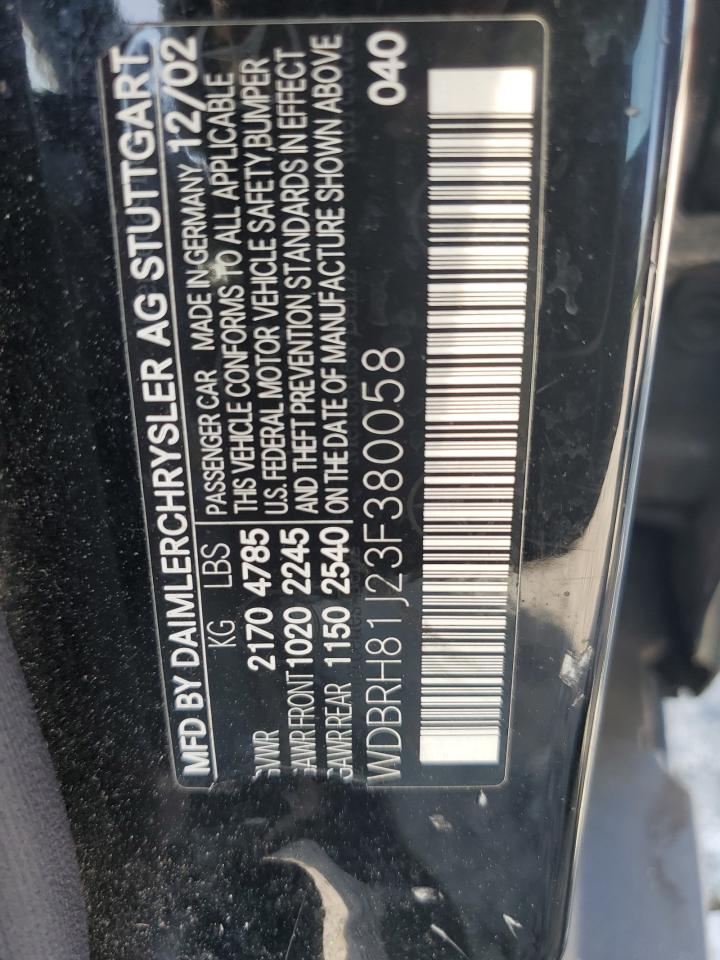 MFD BY DAIMLERCHRYSLER AG STUTTGART
KG LBS PASSENGER CAR MADE IN GERMANY 12/02
GVWR 2170 4785 THIS VEHICLE CONFORMS TO ALL APPLICABLE
U.S. FEDERAL MOTOR VEHICLE SAFETY,BUMPER
GAWR FRONT 1020 2245 AND THEFT PREVENTION STANDARDS IN EFFECT
GAWR REAR 1150 2540 ON THE DATE OF MANUFACTURE SHOWN ABOVE
WDBRH81J23F380058 040